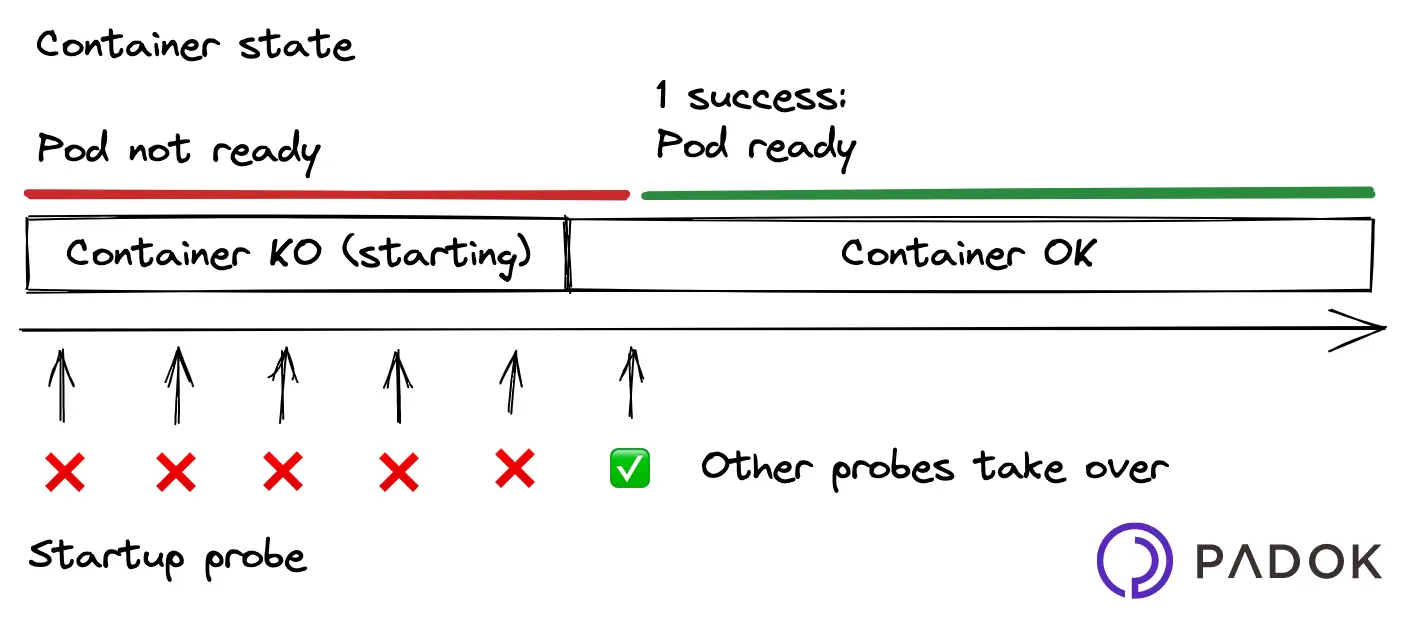 Container state
1 success:
Pod not ready
Pod ready
Container KO (starting)
Container OK
Other probes take over
Startup probe
PADOK